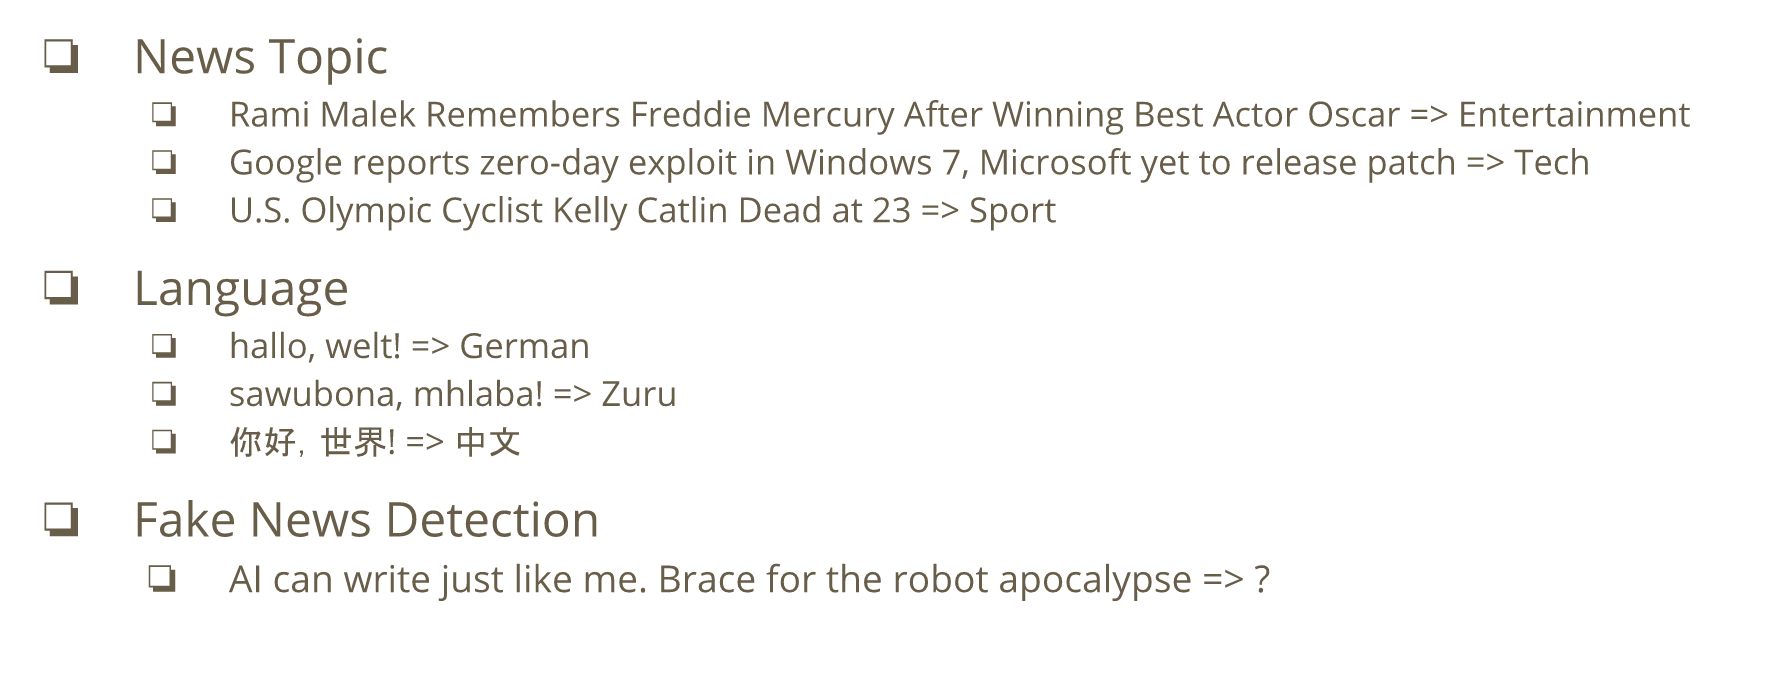 News Topic
Rami Malek Remembers Freddie Mercury After Winning Best Actor Oscar => Entertainment
Google reports zero-day exploit in Windows 7, Microsoft yet to release patch => Tech
U.S. Olympic Cyclist Kelly Catlin Dead at 23 => Sport
Language
hallo, welt! => German
sawubona, mhlaba! => Zuru
你好, 世界! => 中文
Fake News Detection
AI can write just like me. Brace for the robot apocalypse => ?